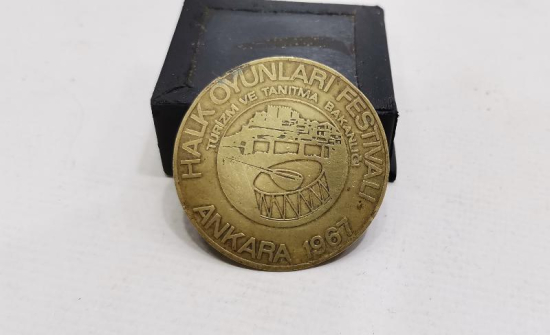 HALK OYUNLARI FESTİVALİ
TURİZM VE TANITMA BAKANLIĞI
ANKARA 1967